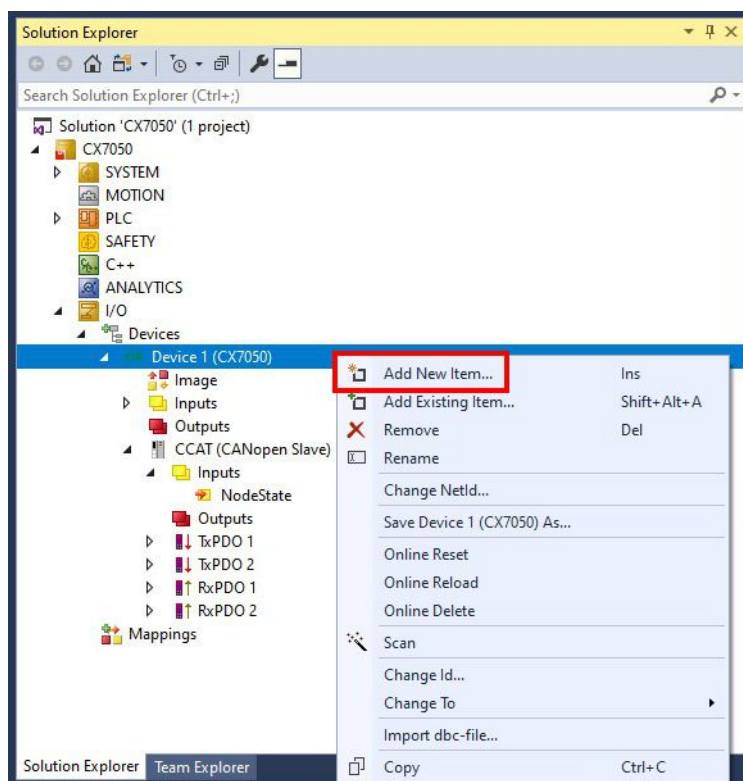 Solution Explorer
Search Solution Explorer (Ctrl+;)
Solution 'CX7050' (1 project)
CX7050
SYSTEM
MOTION
PLC
SAFETY
C++
ANALYTICS
I/O
Devices
Device 1 (CX7050)
Image
Inputs
Outputs
CCAT (CANopen Slave)
Inputs
NodeState
Outputs
TxPDO 1
TxPDO 2
RxPDO 1
RxPDO 2
Mappings
Add New Item... Ins
Add Existing Item... Shift+Alt+A
Remove Del
Rename
Change NetId...
Save Device 1 (CX7050) As...
Online Reset
Online Reload
Online Delete
Scan
Change Id...
Change To
Import dbc-file...
Copy Ctrl+C
Solution Explorer Team Explorer